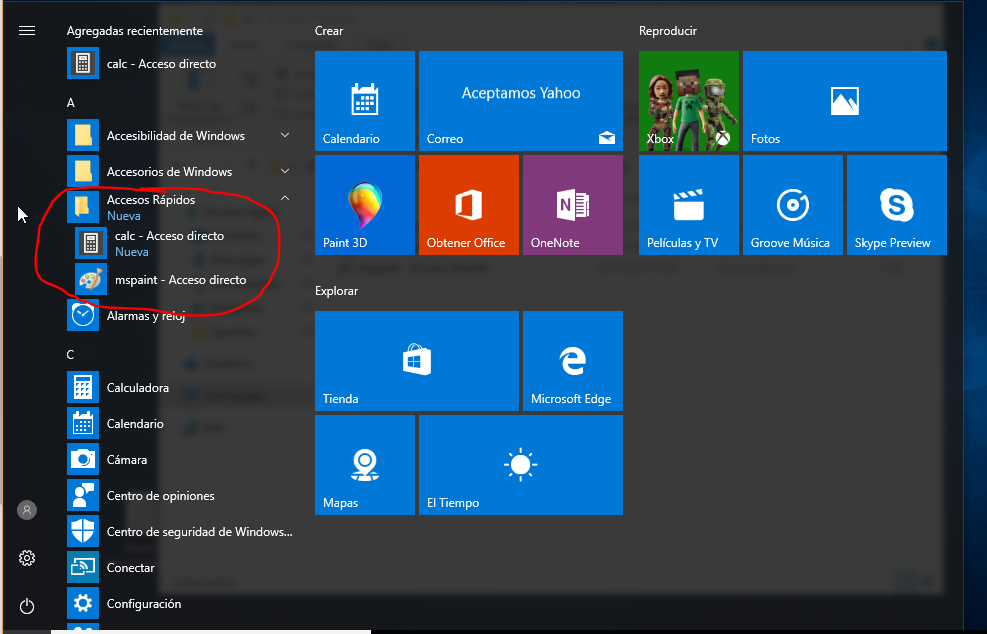 Agregadas recientemente
calc - Acceso directo
A
Accesibilidad de Windows
Accesorios de Windows
Accesos Rápidos
Nueva
calc - Acceso directo
Nueva
mspaint - Acceso directo
Alarmas y reloj
C
Calculadora
Calendario
Cámara
Centro de opiniones
Centro de seguridad de Windows...
Conectar
Configuración
Crear
Calendario
Aceptamos Yahoo
Correo
Paint 3D
Obtener Office
OneNote
Explorar
Tienda
Microsoft Edge
Mapas
El Tiempo
Reproducir
Xbox
Fotos
Películas y TV
Groove Música
Skype Preview